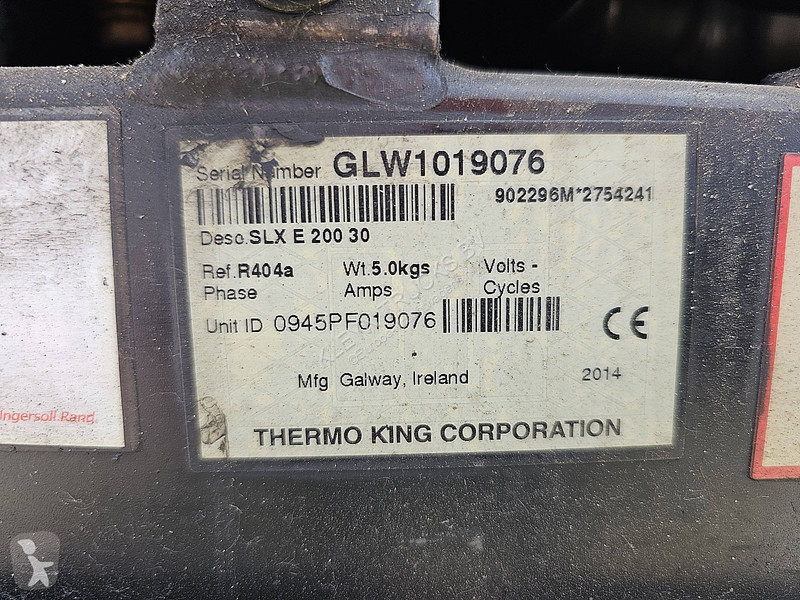 Serial Number GLW1019076
902296M*2754241
Desc.SLX E 200 30
Ref.R404a Wt.5.0kgs Volts -
Phase Amps Cycles
Unit ID 0945PF019076 CE
Mfg Galway, Ireland 2014
THERMO KING CORPORATION
Ingersoll Rand